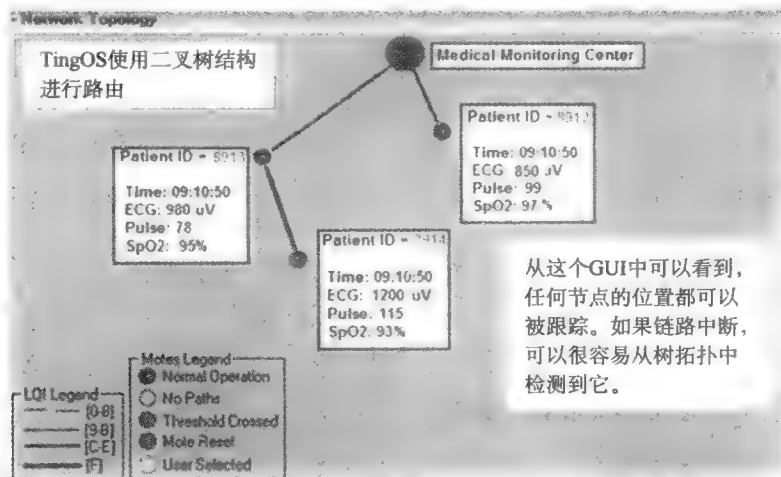 Network Topology
TingOS使用二叉树结构
进行路由
Medical Monitoring Center
Patient ID - 8912
Time: 09:10:50
ECG 850 uV
Pulse 99
SpO2: 97 %
Patient ID - 8913
Time: 09:10:50
ECG: 980 uV
Pulse: 78
SpO2: 95%
Patient ID -
Time: 09.10:50
ECG: 1200 uV
Pulse. 115
SpO2. 93%
从这个GUI中可以看到，
任何节点的位置都可以
被跟踪。如果链路中断，
可以很容易从树拓扑中
检测到它。
Motes Legend
Normal Operation
No Paths
Threshold Crossed
Mote Reset
User Selected
LQI Legend
[0-8]
[9-B]
[C-E]
[F]